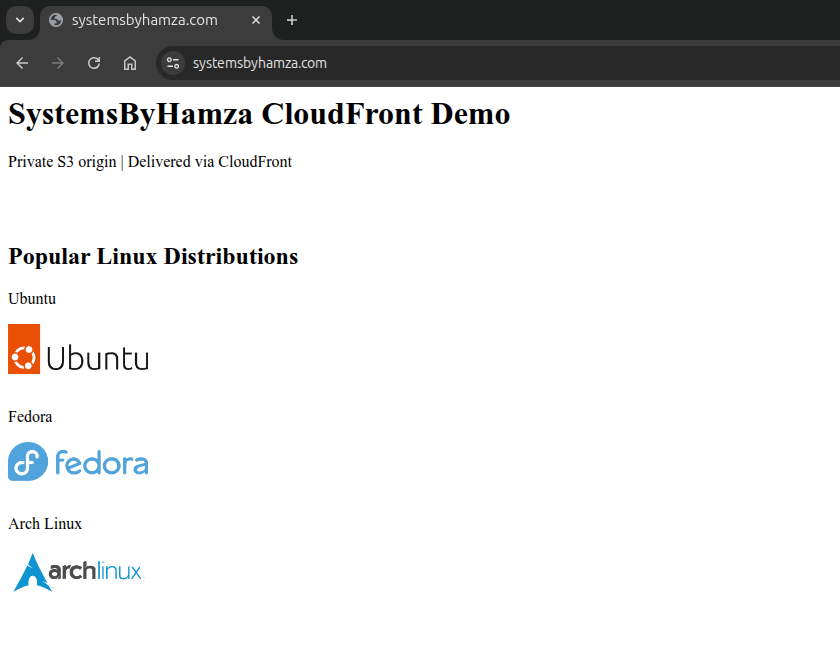 systemsbyhamza.com
systemsbyhamza.com
SystemsByHamza CloudFront Demo
Private S3 origin | Delivered via CloudFront
Popular Linux Distributions
Ubuntu
Ubuntu
Fedora
fedora
Arch Linux
archlinux